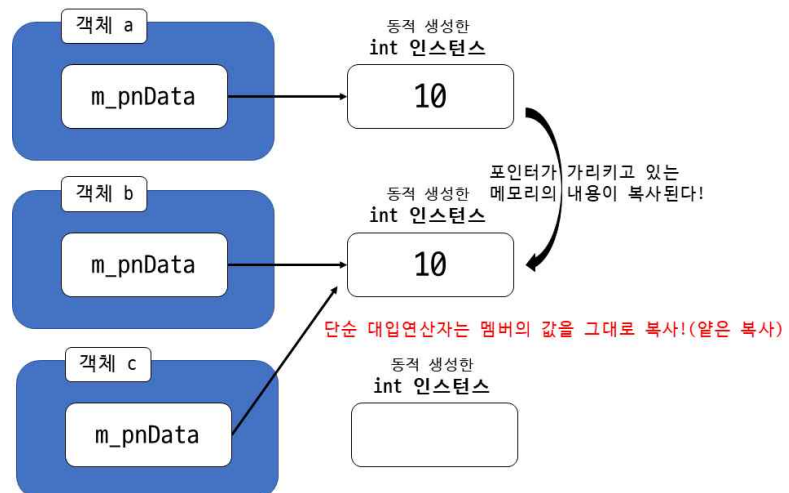 객체 a
동적 생성한
int 인스턴스
m_pnData
10
포인터가 가리키고 있는
메모리의 내용이 복사된다!
객체 b
동적 생성한
int 인스턴스
m_pnData
10
단순 대입연산자는 멤버의 값을 그대로 복사!(얕은 복사)
객체 c
동적 생성한
int 인스턴스
m_pnData